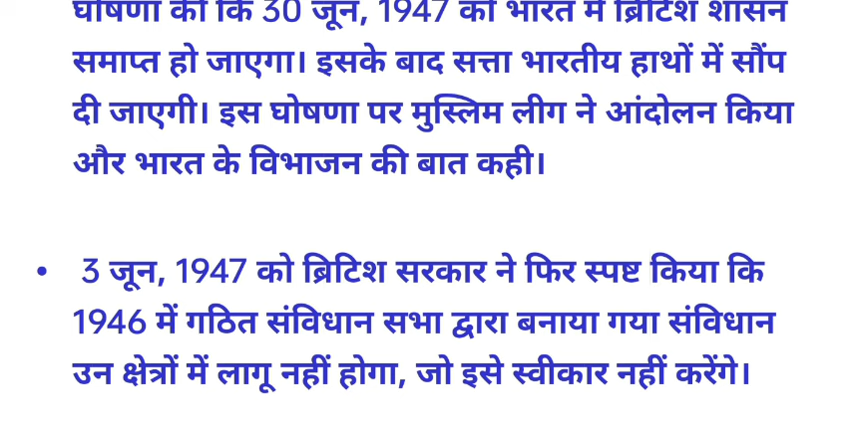 घोषणा की कि 30 जून, 1947 को भारत में ब्रिटिश शासन
समाप्त हो जाएगा। इसके बाद सत्ता भारतीय हाथों में सौंप
दी जाएगी। इस घोषणा पर मुस्लिम लीग ने आंदोलन किया
और भारत के विभाजन की बात कही।
• 3 जून, 1947 को ब्रिटिश सरकार ने फिर स्पष्ट किया कि
1946 में गठित संविधान सभा द्वारा बनाया गया संविधान
उन क्षेत्रों में लागू नहीं होगा, जो इसे स्वीकार नहीं करेंगे।